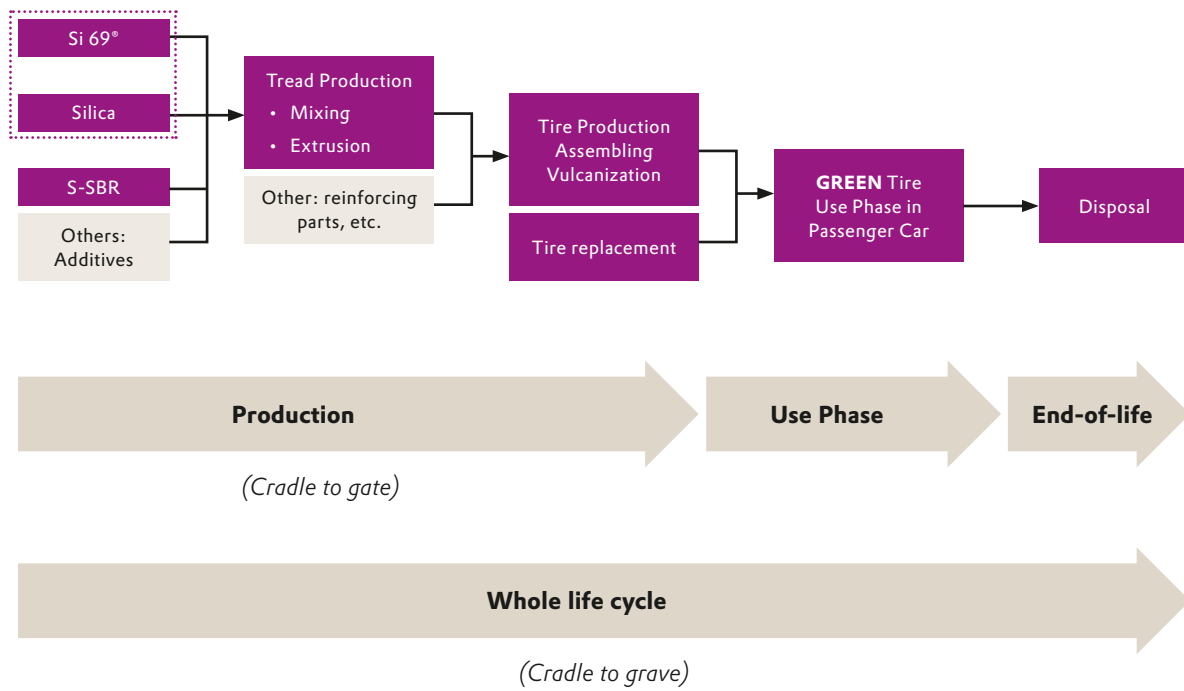 Si 69®
Silica
S-SBR
Others:
Additives
Tread Production
• Mixing
• Extrusion
Other: reinforcing
parts, etc.
Tire Production
Assembling
Vulcanization
Tire replacement
GREEN Tire
Use Phase in
Passenger Car
Disposal
Production
Use Phase
End-of-life
(Cradle to gate)
Whole life cycle
(Cradle to grave)